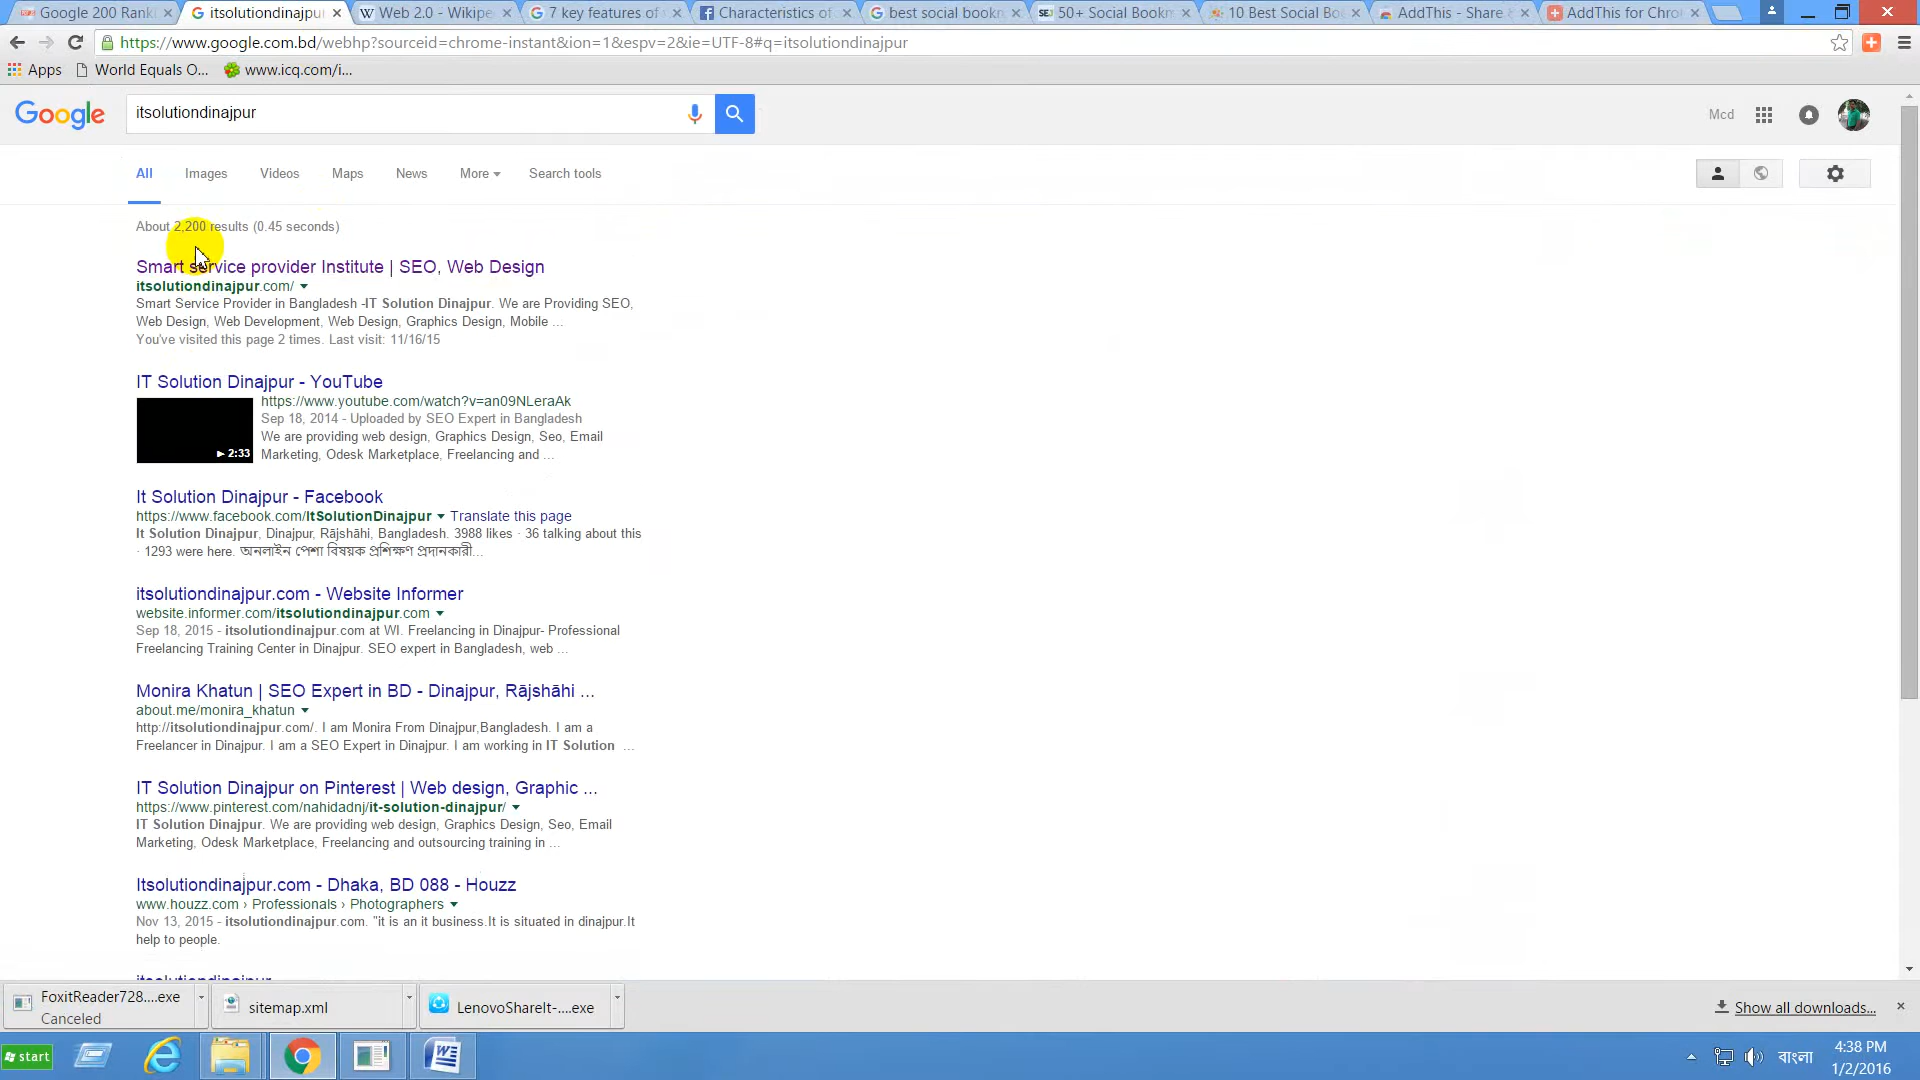 Google 200 Ranki
itsolutiondinajpur
Web 2.0 - Wikipe
7 key features of
Characteristics of
best social bookm
50+ Social Bookm
10 Best Social Bo
AddThis - Share &
AddThis for Chro
https://www.google.com.bd/webhp?sourceid=chrome-instant&ion=1&espv=2&ie=UTF-8#q=itsolutiondinajpur
Apps World Equals O... www.icq.com/i...
Google itsolutiondinajpur Mcd
All Images Videos Maps News More Search tools
About 2,200 results (0.45 seconds)
Smart service provider Institute | SEO, Web Design
itsolutiondinajpur.com/
Smart Service Provider in Bangladesh -IT Solution Dinajpur. We are Providing SEO,
Web Design, Web Development, Web Design, Graphics Design, Mobile ...
You've visited this page 2 times. Last visit: 11/16/15
IT Solution Dinajpur - YouTube
https://www.youtube.com/watch?v=an09NLeraAk
Sep 18, 2014 - Uploaded by SEO Expert in Bangladesh
We are providing web design, Graphics Design, Seo, Email
Marketing, Odesk Marketplace, Freelancing and ...
2:33
It Solution Dinajpur - Facebook
https://www.facebook.com/ItSolutionDinajpur Translate this page
It Solution Dinajpur, Dinajpur, Rājshāhi, Bangladesh. 3988 likes · 36 talking about this
· 1293 were here. অনলাইন পেশা বিষয়ক প্রশিক্ষণ প্রদানকারী...
itsolutiondinajpur.com - Website Informer
website.informer.com/itsolutiondinajpur.com
Sep 18, 2015 - itsolutiondinajpur.com at WI. Freelancing in Dinajpur- Professional
Freelancing Training Center in Dinajpur. SEO expert in Bangladesh, web ...
Monira Khatun | SEO Expert in BD - Dinajpur, Rājshāhi ...
about.me/monira_khatun
http://itsolutiondinajpur.com/. I am Monira From Dinajpur,Bangladesh. I am a
Freelancer in Dinajpur. I am a SEO Expert in Dinajpur. I am working in IT Solution ...
IT Solution Dinajpur on Pinterest | Web design, Graphic ...
https://www.pinterest.com/nahidadnj/it-solution-dinajpur/
IT Solution Dinajpur. We are providing web design, Graphics Design, Seo, Email
Marketing, Odesk Marketplace, Freelancing and outsourcing training in ...
Itsolutiondinajpur.com - Dhaka, BD 088 - Houzz
www.houzz.com › Professionals › Photographers
Nov 13, 2015 - itsolutiondinajpur.com. "it is an it business.It is situated in dinajpur.It
help to people.
itsolutiondinajpur
FoxitReader728....exe
Canceled
sitemap.xml
LenovoShareIt-....exe
Show all downloads...
start
বাংলা
4:38 PM
1/2/2016